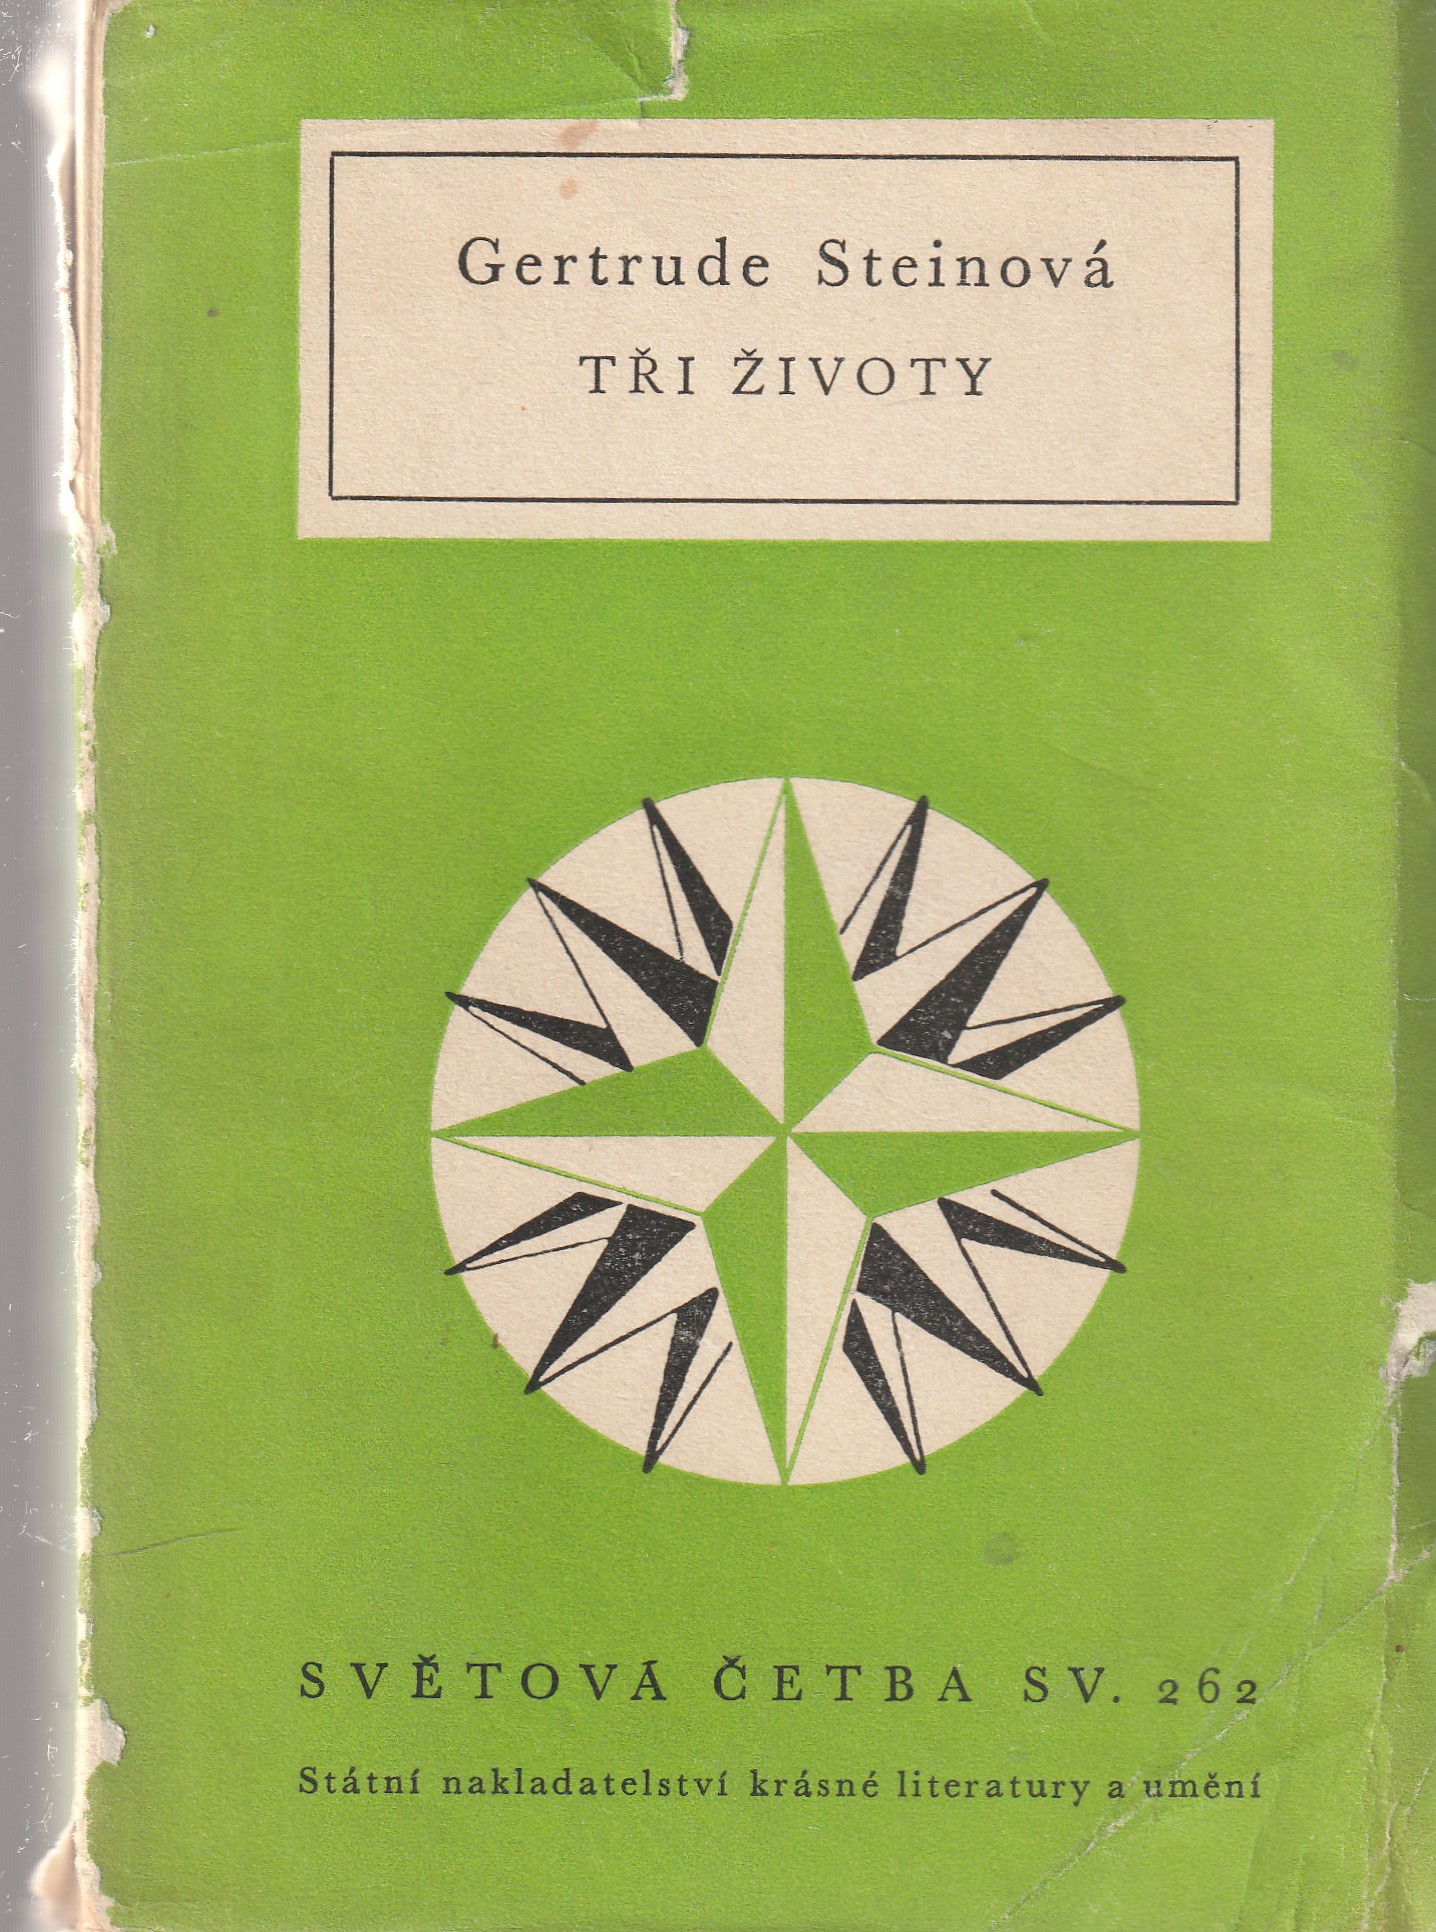 Gertrude Steinová
TŘI ŽIVOTY
SVĚTOVÁ ČETBA SV. 262
Státní nakladatelství krásné literatury a umění